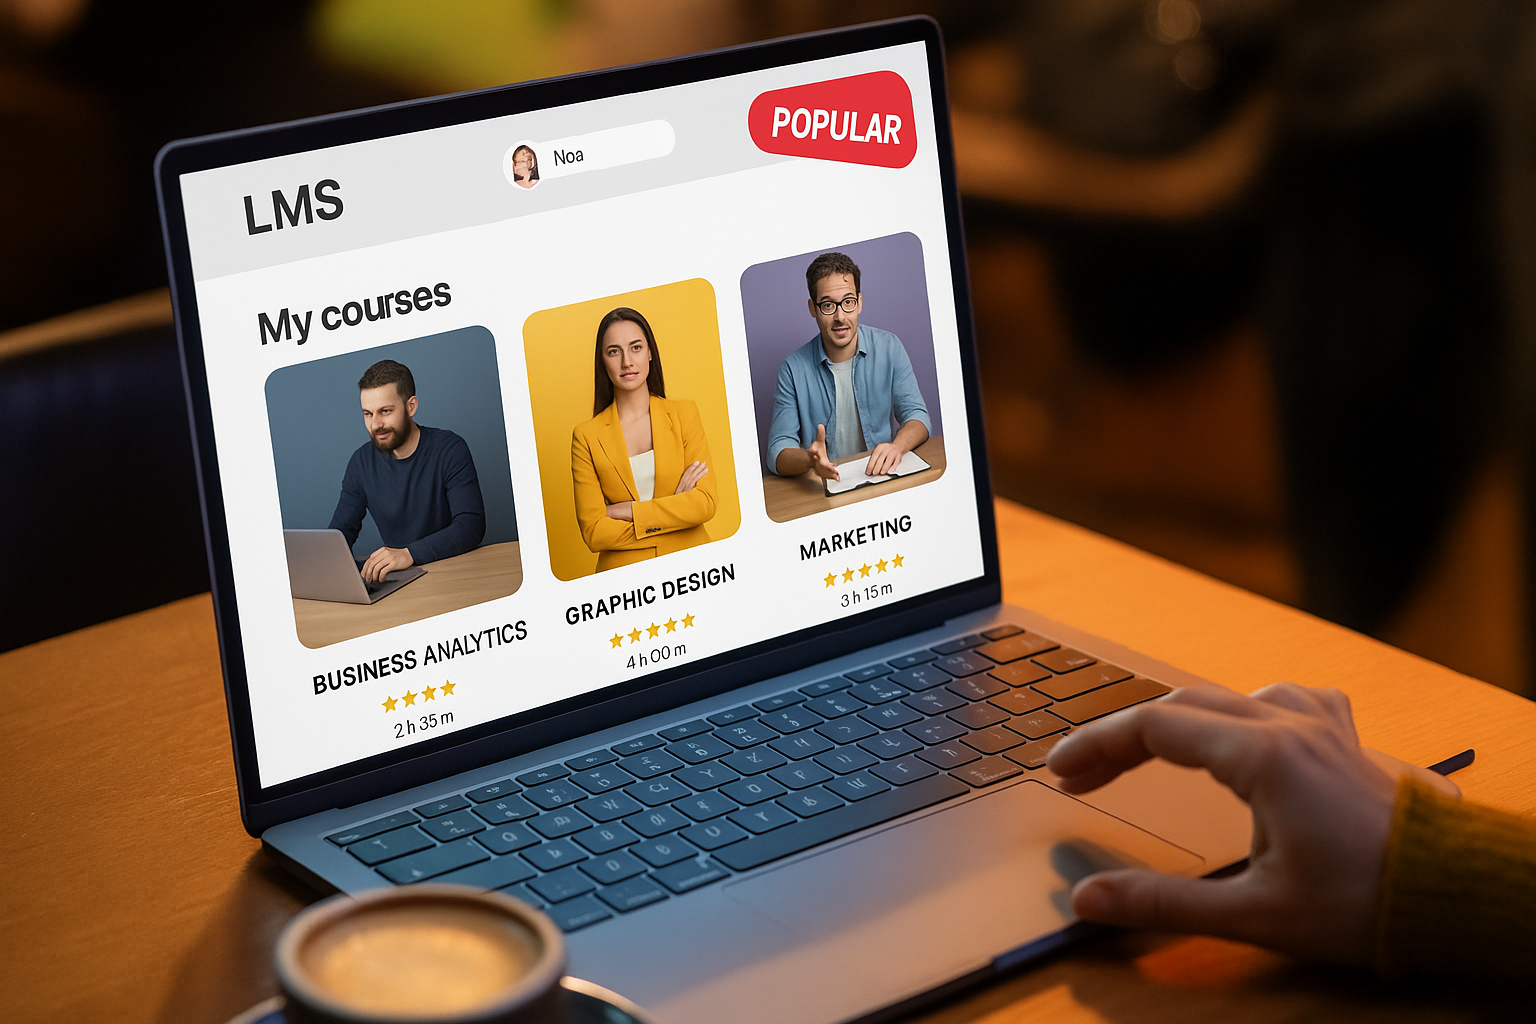 LMS
Noa
POPULAR
My courses
BUSINESS ANALYTICS
2 h 35 m
GRAPHIC DESIGN
4 h 00 m
MARKETING
3 h 15 m